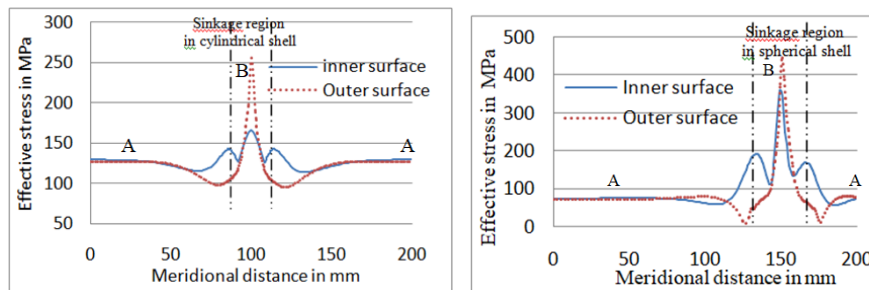 300
250
200
150
100
50
Effective stress in MPa
Sinkage region
in cylindrical shell
B
Inner surface
Outer surface
A
A
0 50 100 150 200
Meridional distance in mm
500
400
300
200
100
0
Effective stress in MPa
Sinkage region
in spherical shell
B
Inner surface
Outer surface
A
A
0 50 100 150 200
Meridional distance in mm